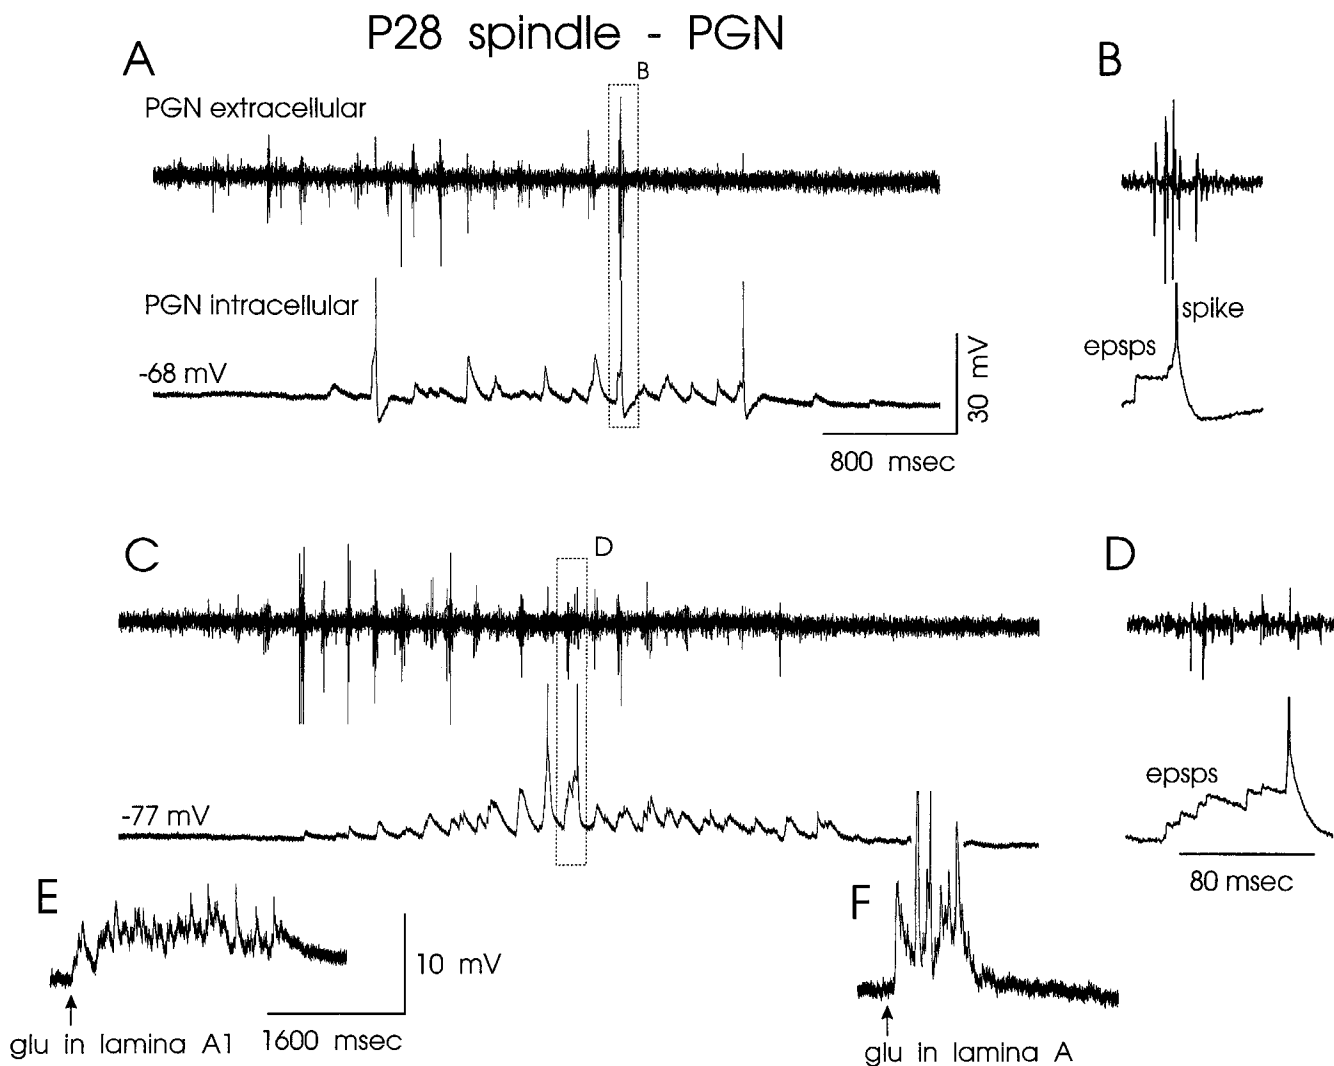 P28 spindle - PGN
A
B
B
PGN extracellular
PGN intracellular
-68 mV
30 mV
800 msec
epsps
spike
C
D
D
-77 mV
epsps
80 msec
E
10 mV
1600 msec
glu in lamina A1
F
glu in lamina A